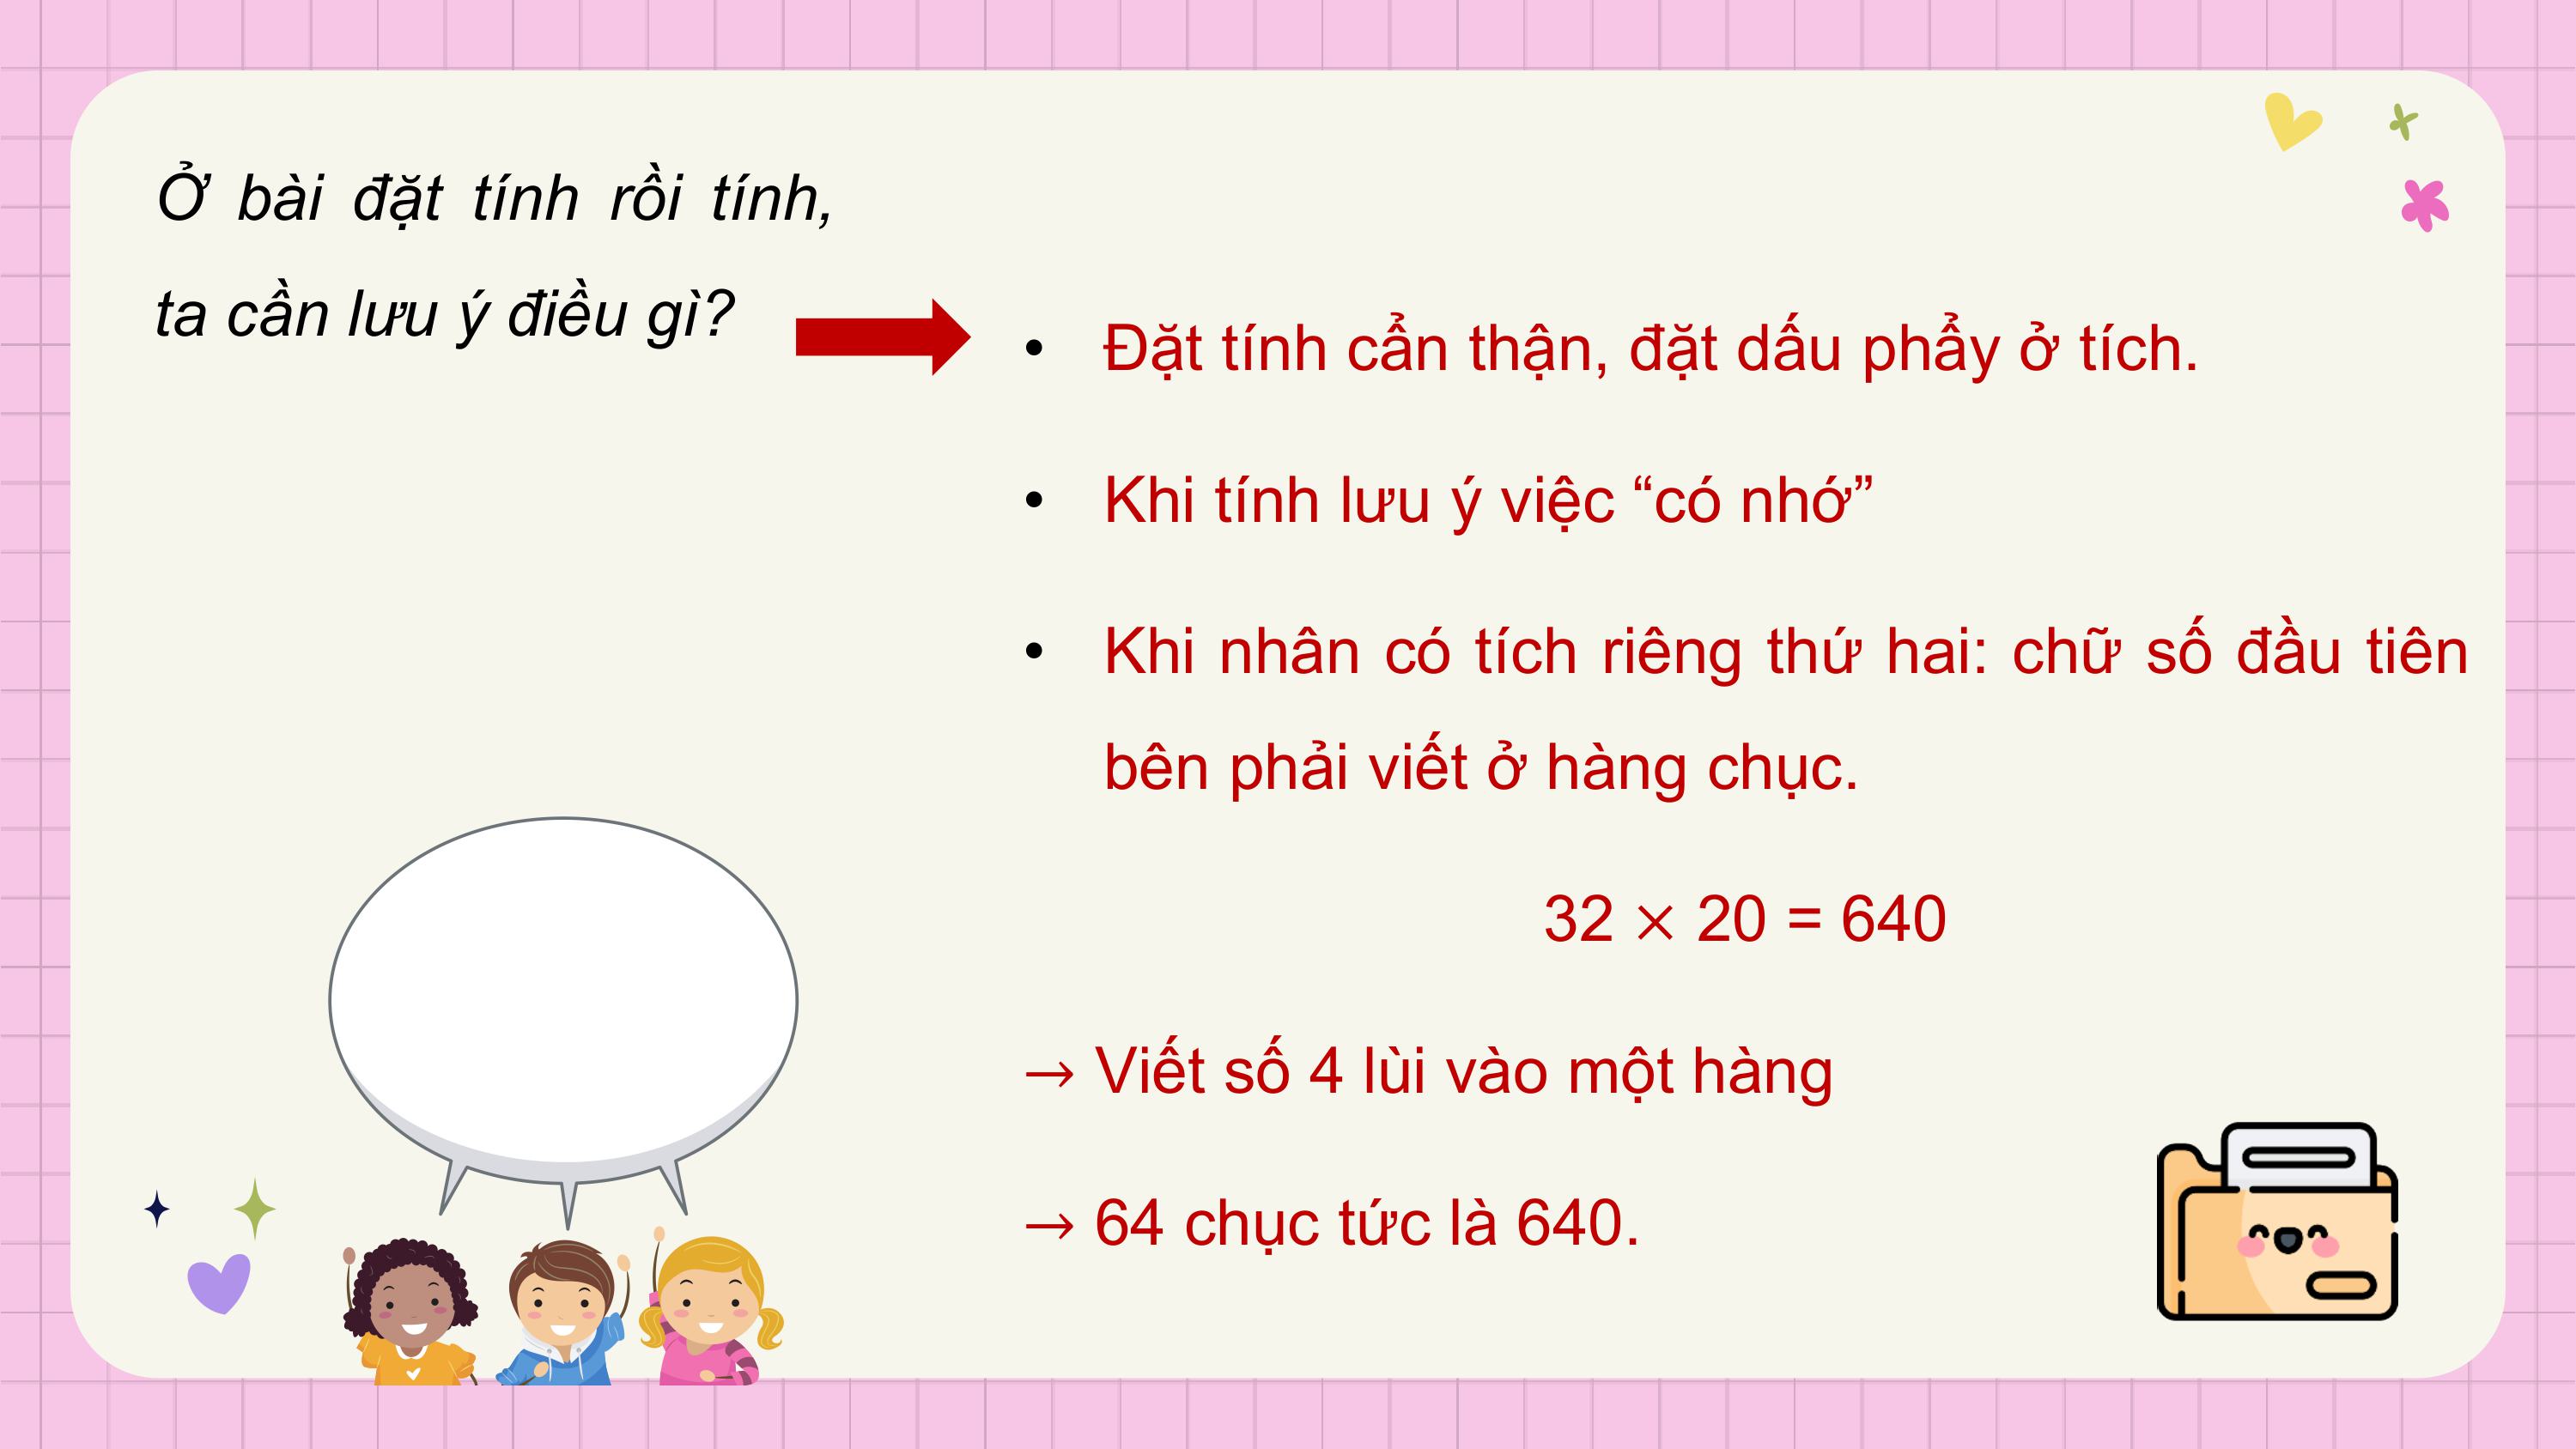 Ở bài đặt tính rồi tính,
ta cần lưu ý điều gì?
• Đặt tính cẩn thận, đặt dấu phẩy ở tích.
• Khi tính lưu ý việc “có nhớ”
• Khi nhân có tích riêng thứ hai: chữ số đầu tiên
bên phải viết ở hàng chục.
32 × 20 = 640
→ Viết số 4 lùi vào một hàng
→ 64 chục tức là 640.